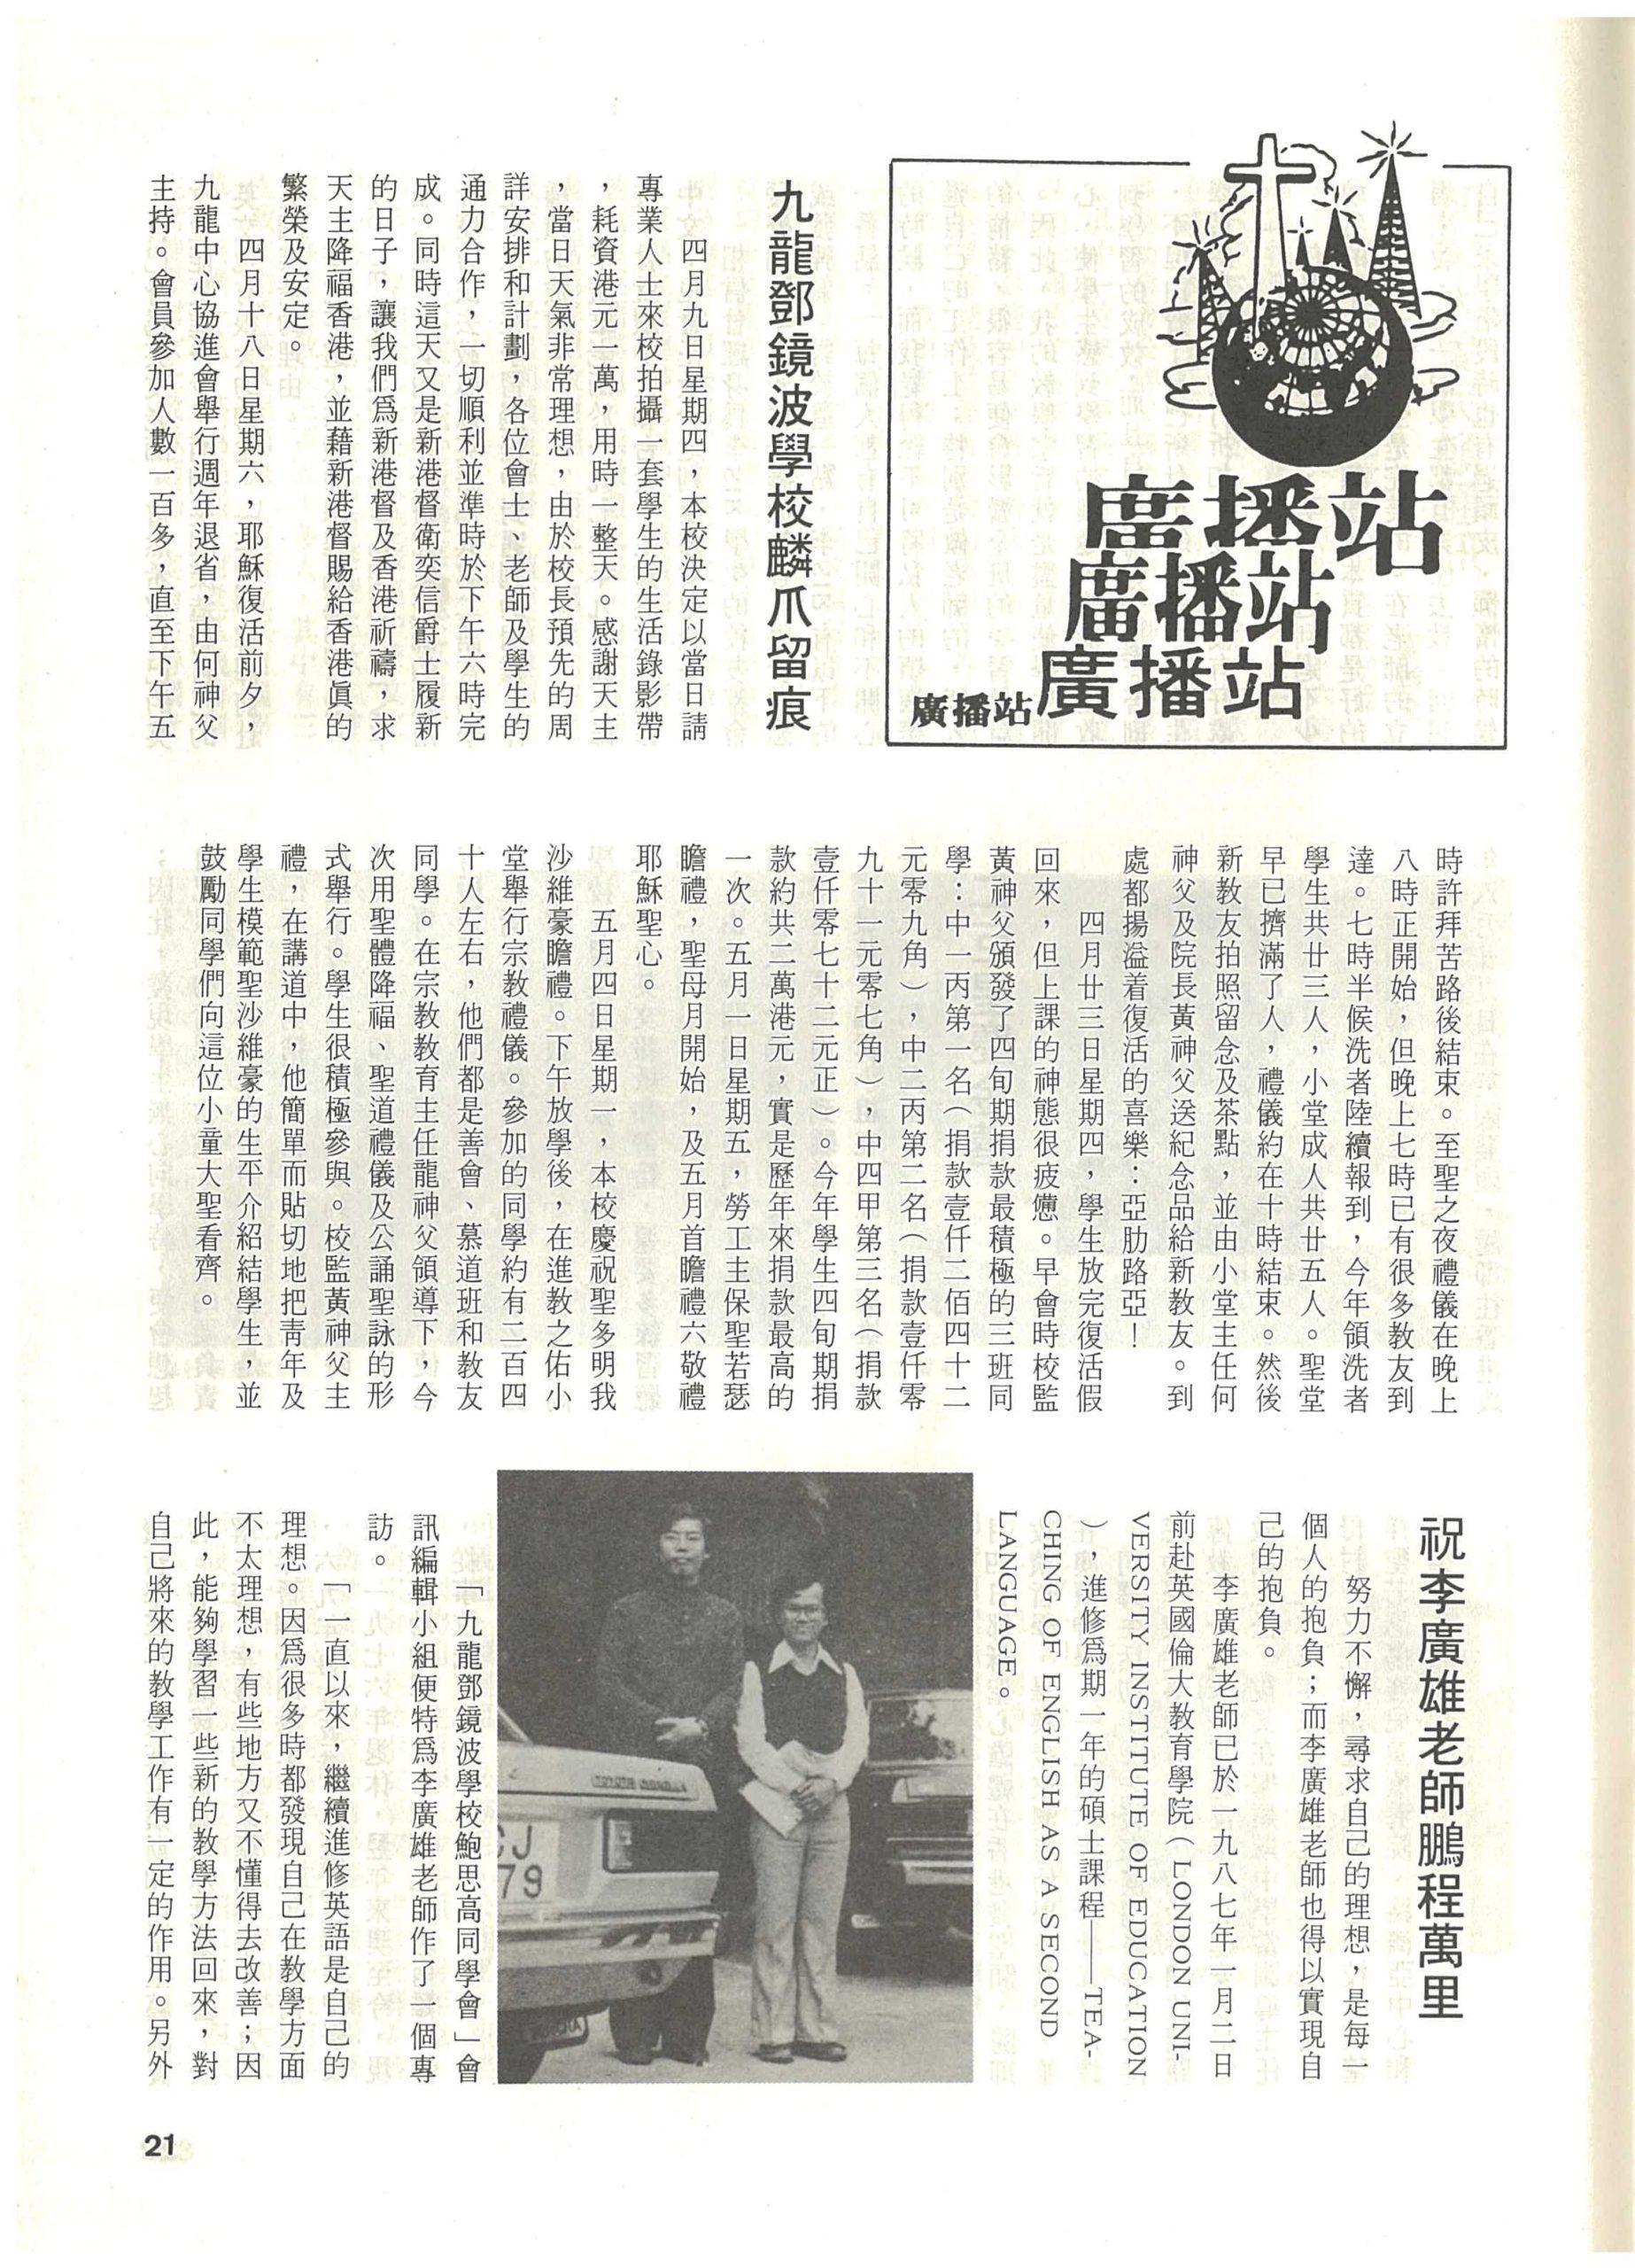 廣播站
廣播站
廣播站
廣播站
九龍鄧鏡波學校麟爪留痕
四月九日星期四，本校決定以當日請
專業人士來校拍攝一套學生的生活錄影帶
，耗資港元一萬，用時一整天。感謝天主
，當日天氣非常理想，由於校長預先的周
詳安排和計劃，各位會士、老師及學生的
通力合作，一切順利並準時於下午六時完
成。同時這天又是新港督衛奕信爵士履新
的日子，讓我們爲新港督及香港祈禱，求
天主降福香港，並藉新港督賜給香港眞的
繁榮及安定。
四月十八日星期六，耶穌復活前夕，
九龍中心協進會舉行週年退省，由何神父
主持。會員參加人數一百多，直至下午五
時許拜苦路後結束。至聖之夜禮儀在晚上
八時正開始，但晚上七時已有很多教友到
達。七時半候洗者陸續報到，今年領洗者
學生共廿三人，小堂成人共廿五人。聖堂
早已擠滿了人，禮儀約在十時結束。然後
新教友拍照留念及茶點，並由小堂主任何
神父及院長黃神父送紀念品給新教友。到
處都揚溢着復活的喜樂：亞肋路亞！
四月廿三日星期四，學生放完復活假
回來，但上課的神態很疲憊。早會時校監
黃神父頒發了四旬期捐款最積極的三班同
學：中一丙第一名（捐款壹仟二佰四十二
元零九角），中二丙第二名（捐款壹仟零
九十一元零七角），中四甲第三名（捐款
壹仟零七十二元正）。今年學生四旬期捐
款約共二萬港元，實是歷年來捐款最高的
一次。五月一日星期五，勞工主保聖若瑟
瞻禮，聖母月開始，及五月首瞻禮六敬禮
耶穌聖心。
五月四日星期一，本校慶祝聖多明我
沙維豪瞻禮。下午放學後，在進教之佑小
堂舉行宗教禮儀。參加的同學約有二百四
十人左右，他們都是善會、慕道班和教友
同學。在宗教教育主任龍神父領導下，今
次用聖體降福、聖道禮儀及公誦聖詠的形
式舉行。學生很積極參與。校監黃神父主
禮，在講道中，他簡單而貼切地把靑年及
學生模範聖沙維豪的生平介紹結學生，並
鼓勵同學們向這位小童大聖看齊。
祝李廣雄老師鵬程萬里
努力不懈，尋求自己的理想，是每一
個人的抱負；而李廣雄老師也得以實現自
己的抱負。
李廣雄老師已於一九八七年一月二日
前赴英國倫大教育學院（LONDON UNI-
VERSITY INSTITUTE OF EDUCATION
），進修爲期一年的碩士課程——TEA-
CHING OF ENGLISH AS A SECOND
LANGUAGE。
CJ
79
「九龍鄧鏡波學校鮑思高同學會」會
訊編輯小組便特爲李廣雄老師作了一個專
訪。
「一直以來，繼續進修英語是自己的
理想。因爲很多時都發現自己在教學方面
不太理想，有些地方又不懂得去改善；因
此，能夠學習一些新的教學方法回來，對
自己將來的教學工作有一定的作用。另外
21